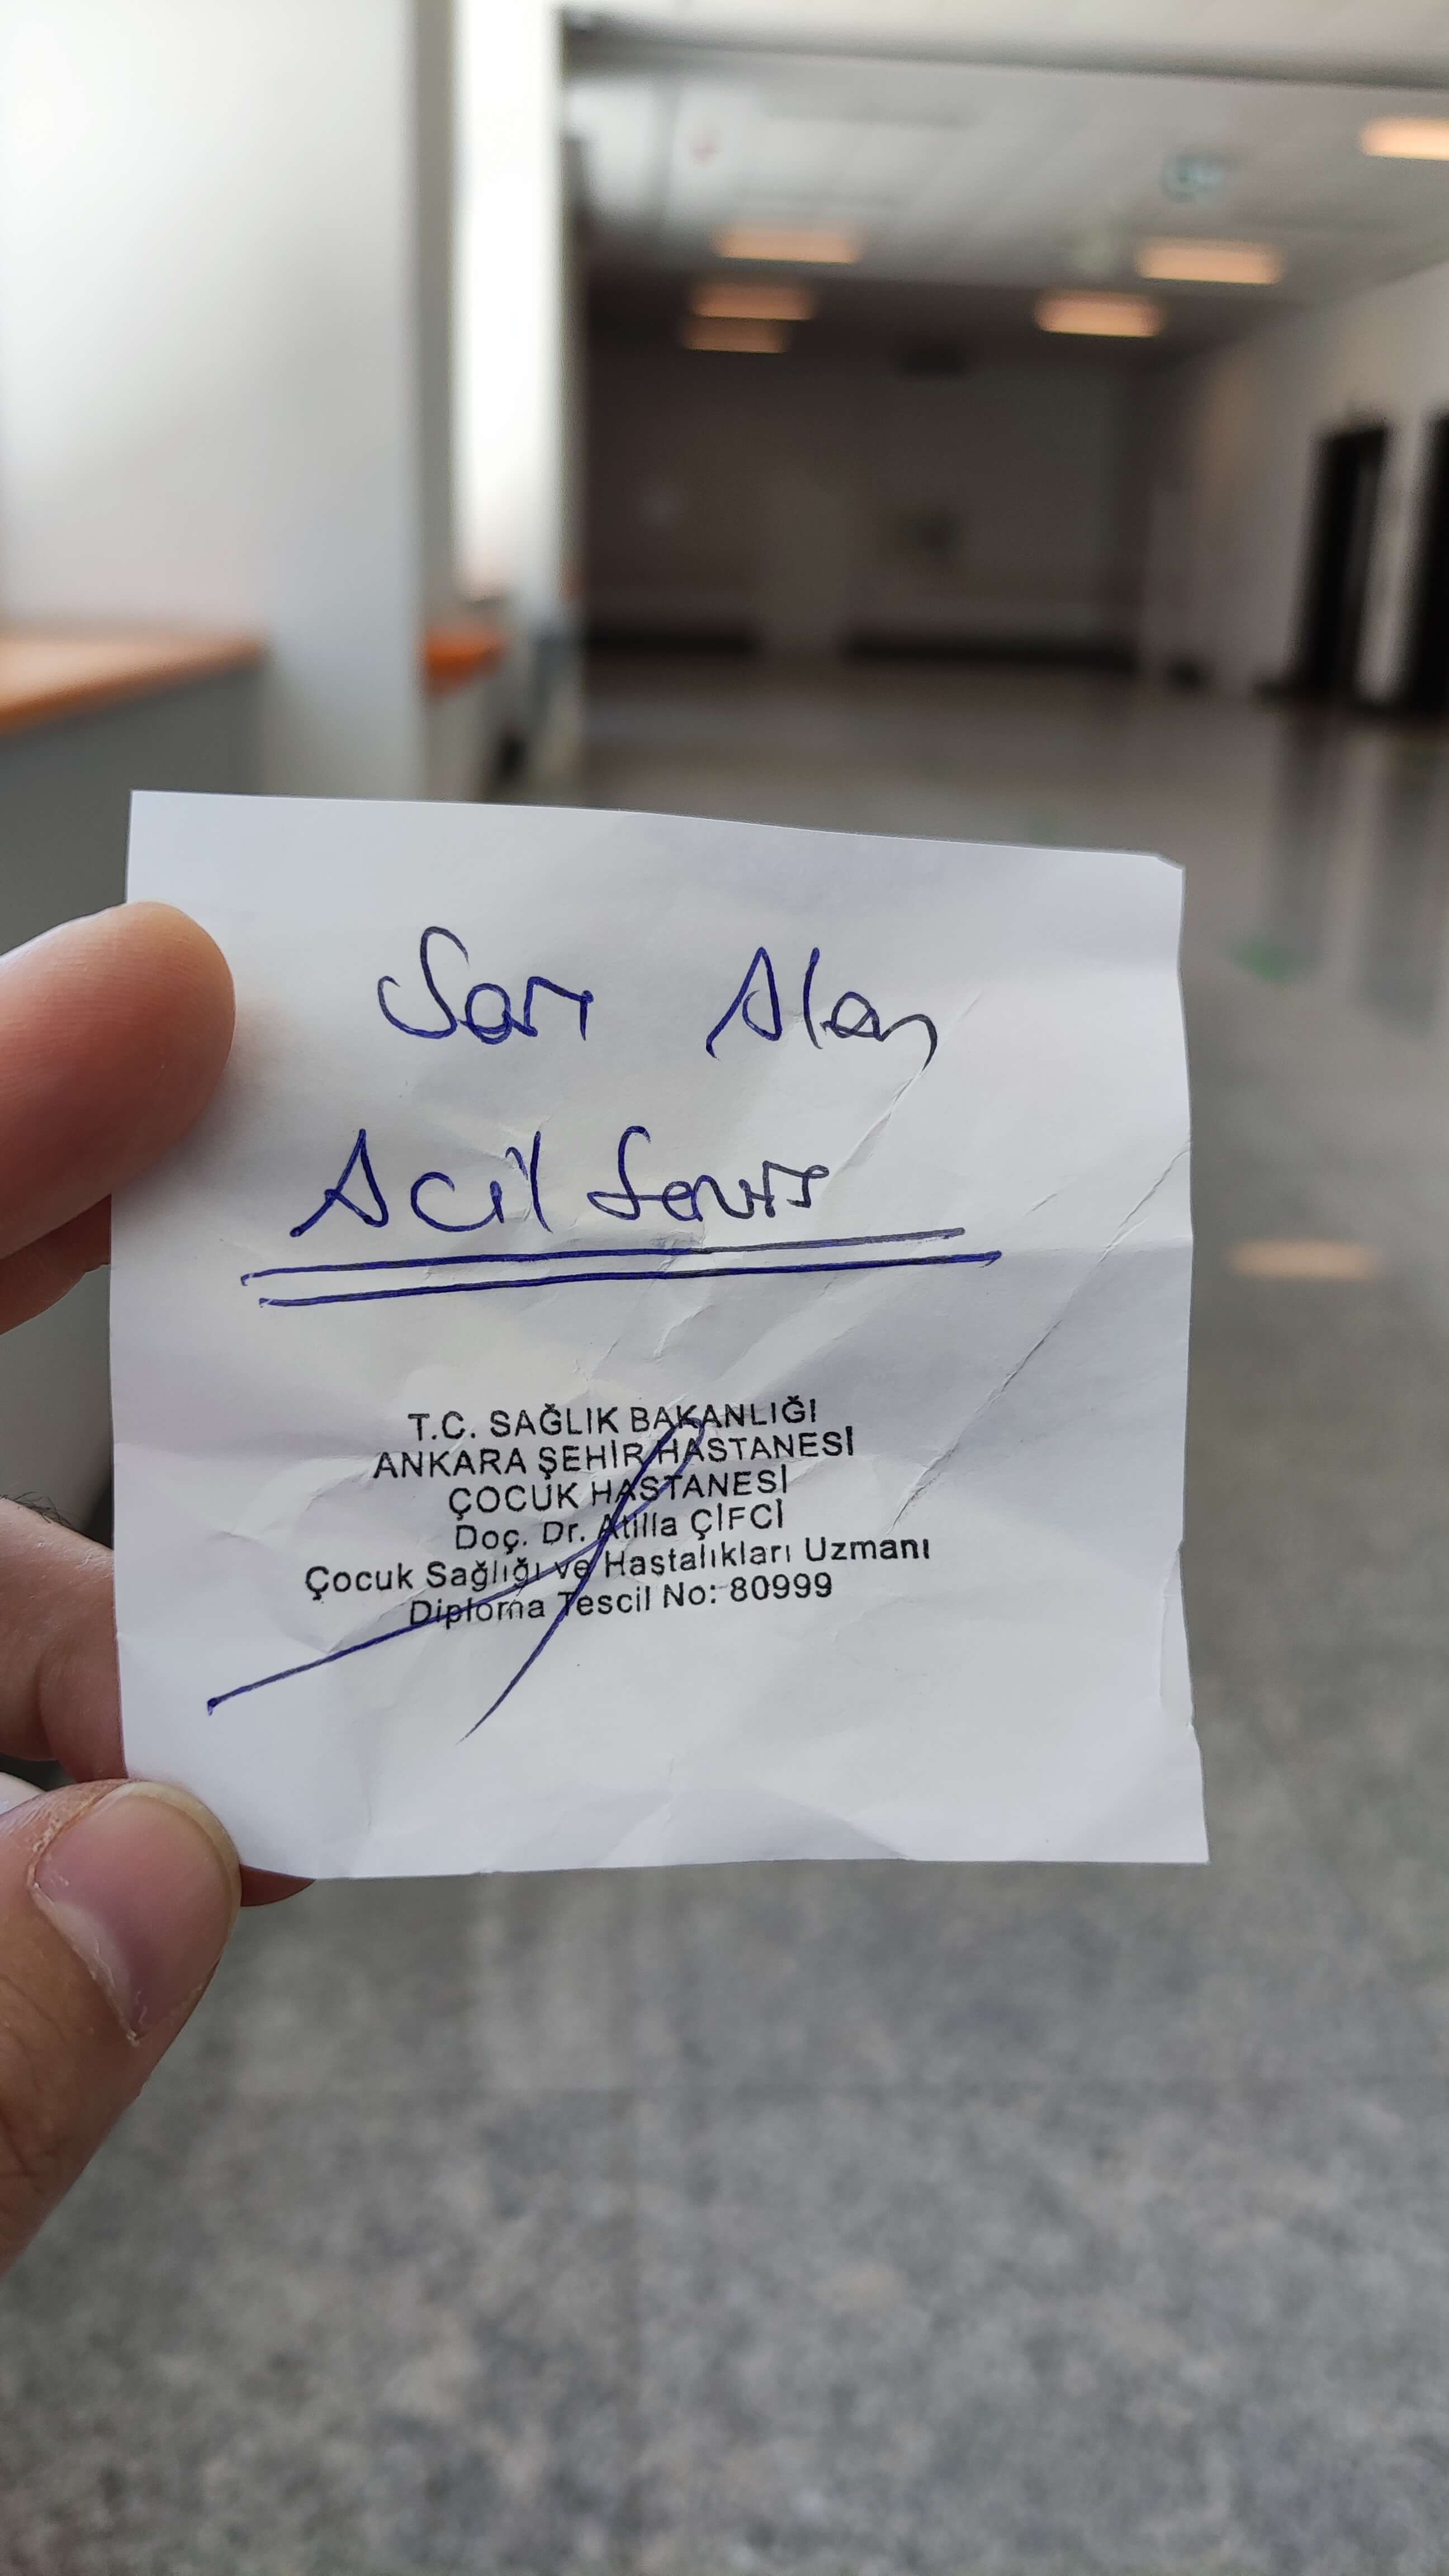 Sarı Alan
Acil Servis
T.C. SAĞLIK BAKANLIĞI
ANKARA ŞEHİR HASTANESİ
ÇOCUK HASTANESİ
Doç. Dr. Atilla ÇİFCİ
Çocuk Sağlığı ve Hastalıkları Uzmanı
Diploma Tescil No: 80999